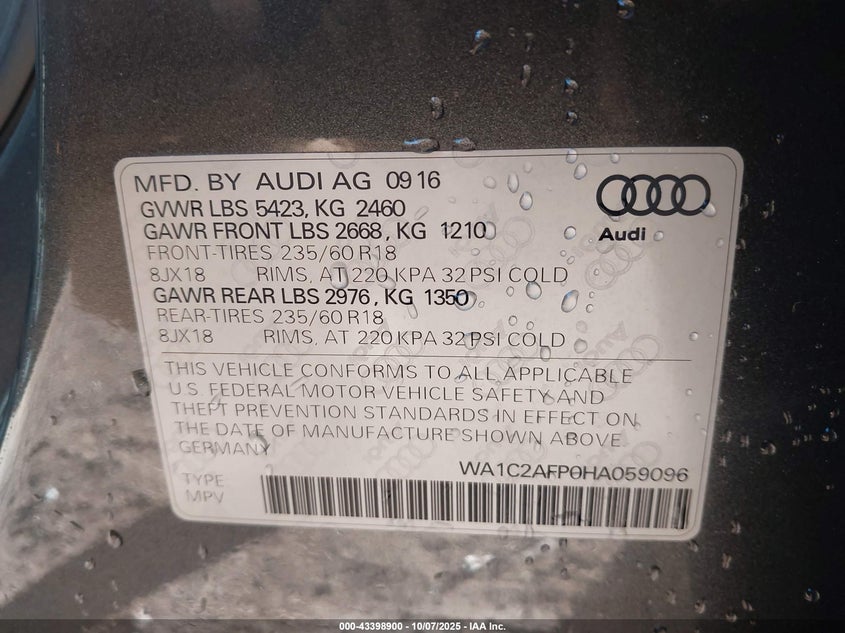 MFD. BY AUDI AG 0916
GVWR LBS 5423, KG 2460
GAWR FRONT LBS 2668, KG 1210
Audi
FRONT-TIRES 235/60 R18
8JX18 RIMS, AT 220 KPA 32 PSI COLD
GAWR REAR LBS 2976, KG 1350
REAR-TIRES 235/60 R18
8JX18 RIMS, AT 220 KPA 32 PSI COLD
THIS VEHICLE CONFORMS TO ALL APPLICABLE
U.S. FEDERAL MOTOR VEHICLE SAFETY AND
THEFT PREVENTION STANDARDS IN EFFECT ON
THE DATE OF MANUFACTURE SHOWN ABOVE.
GERMANY
WA1C2AFP0HA059096
TYPE
MPV
000-43398900 - 10/07/2025 - IAA Inc.